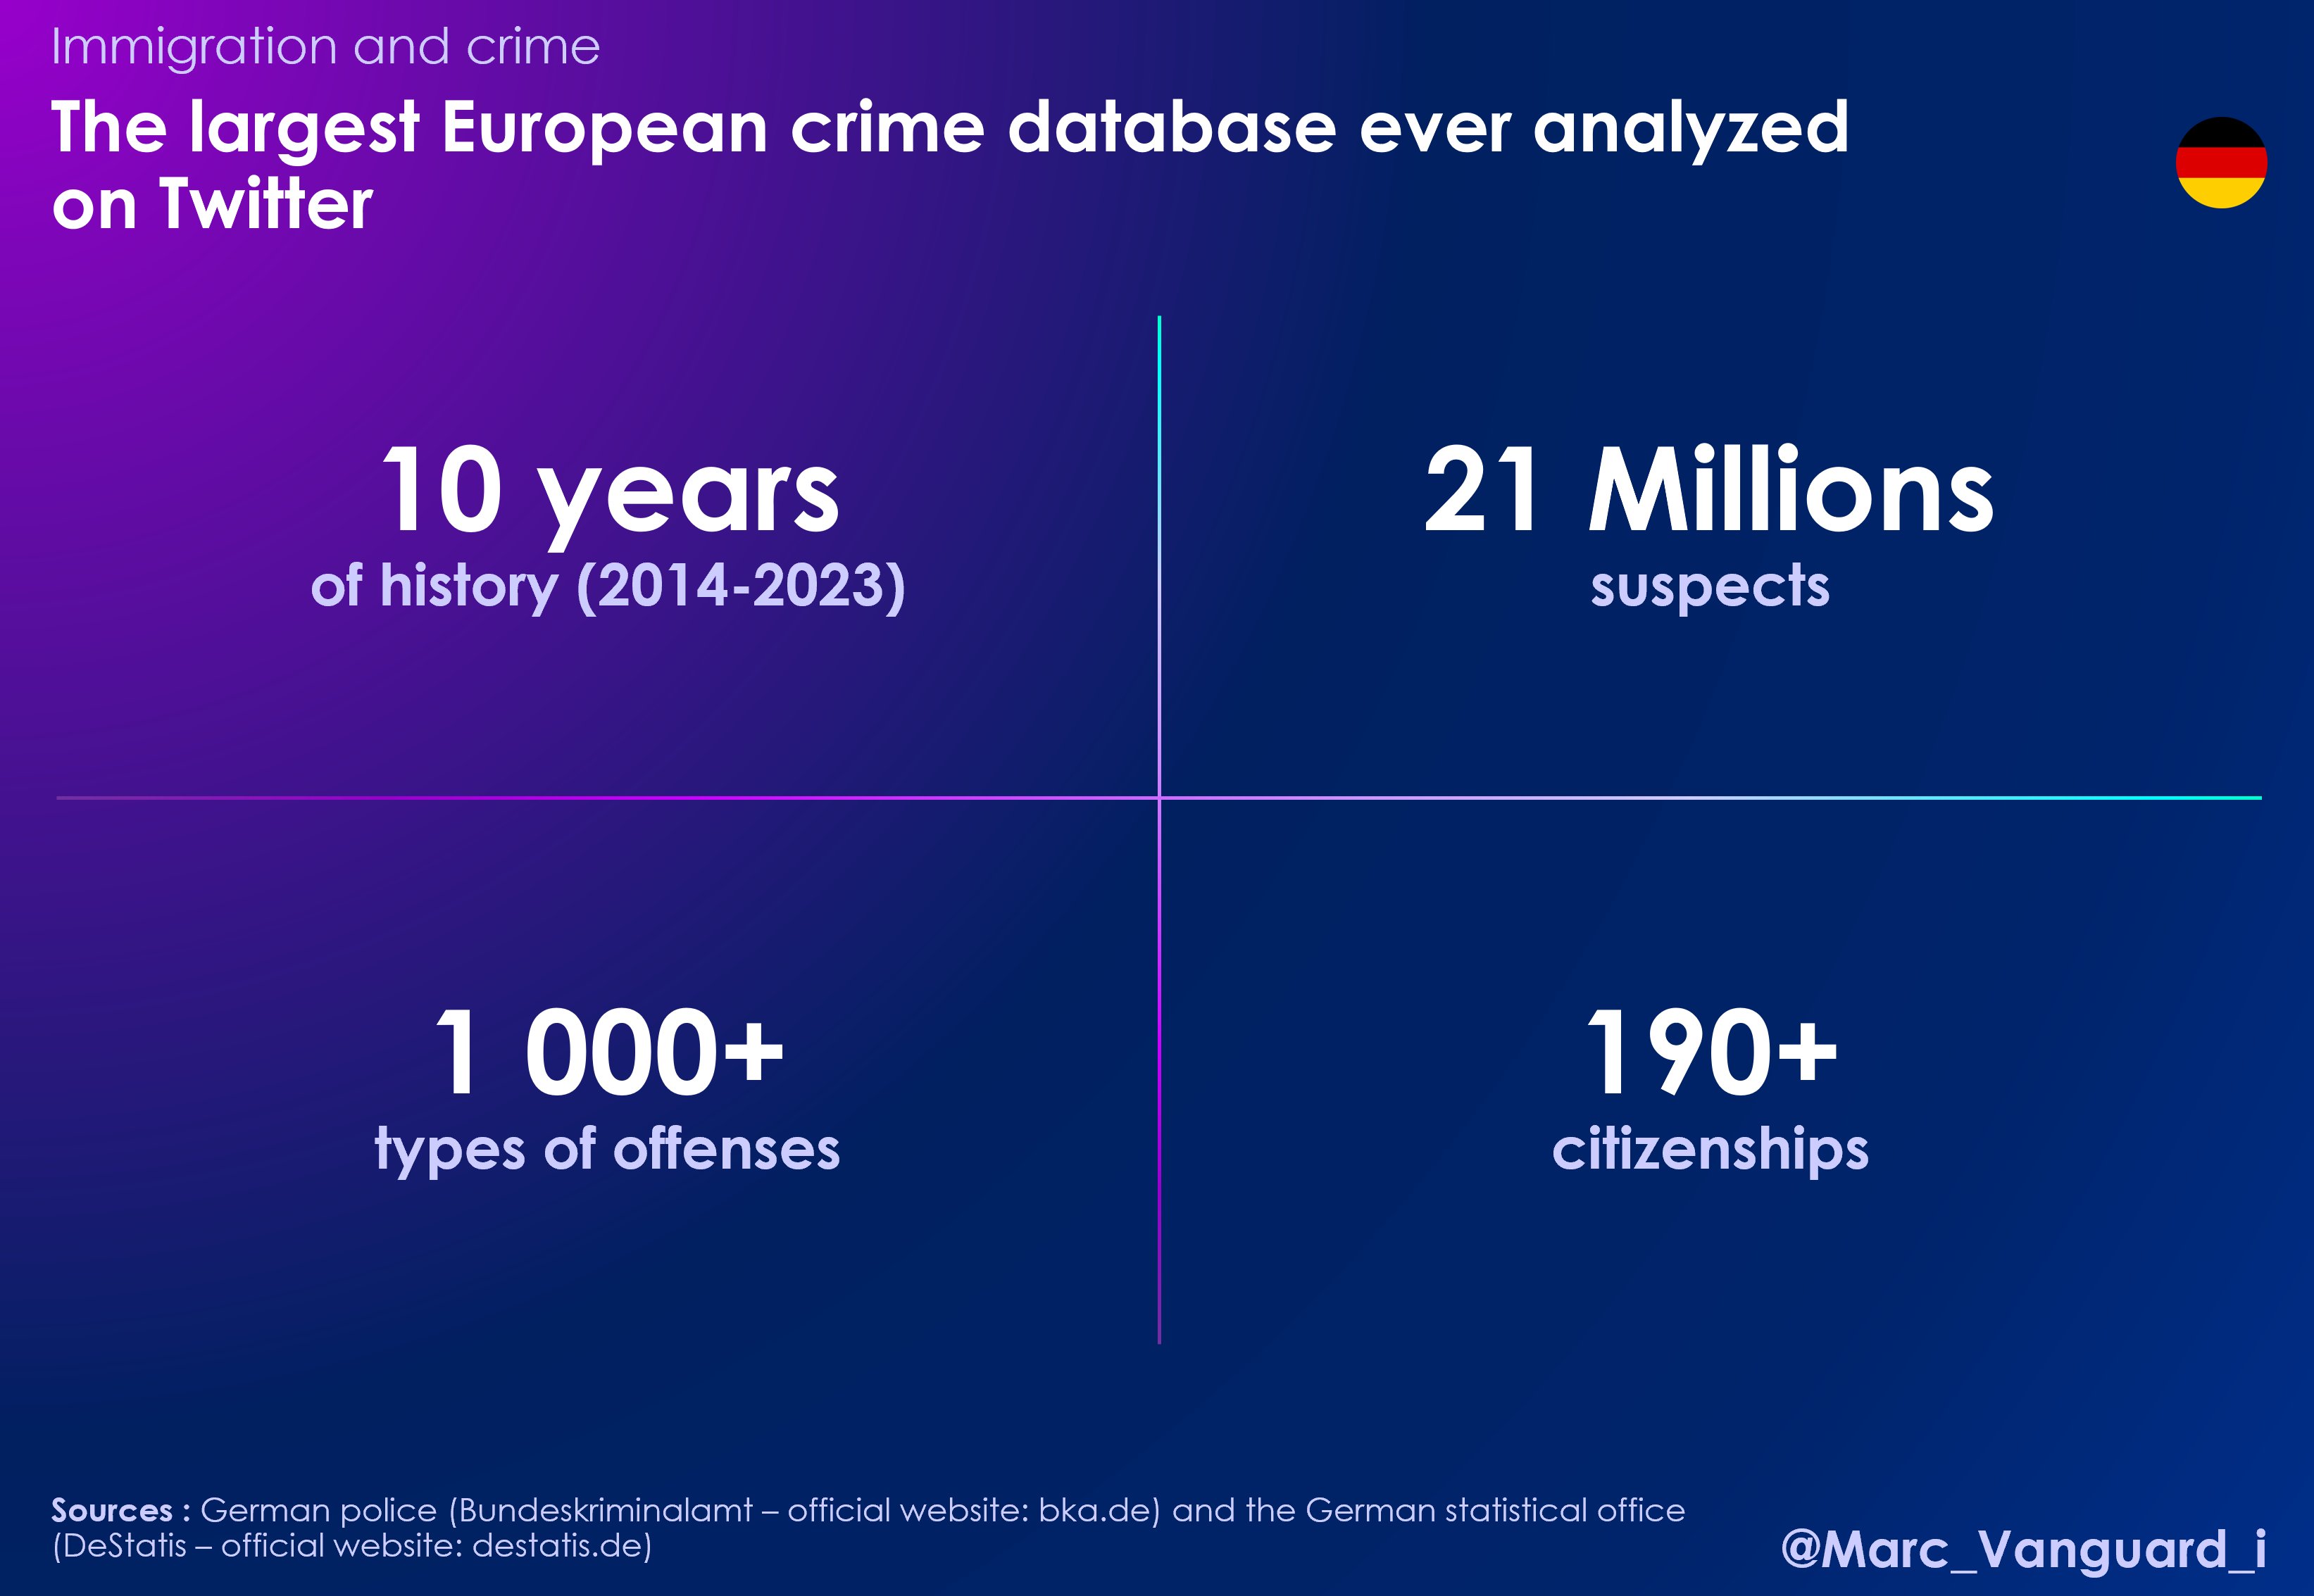 Immigration and crime
The largest European crime database ever analyzed
on Twitter
10 years
of history (2014-2023)
21 Millions
suspects
1 000+
types of offenses
190+
citizenships
Sources : German police (Bundeskriminalamt – official website: bka.de) and the German statistical office
(DeStatis – official website: destatis.de)
@Marc_Vanguard_i